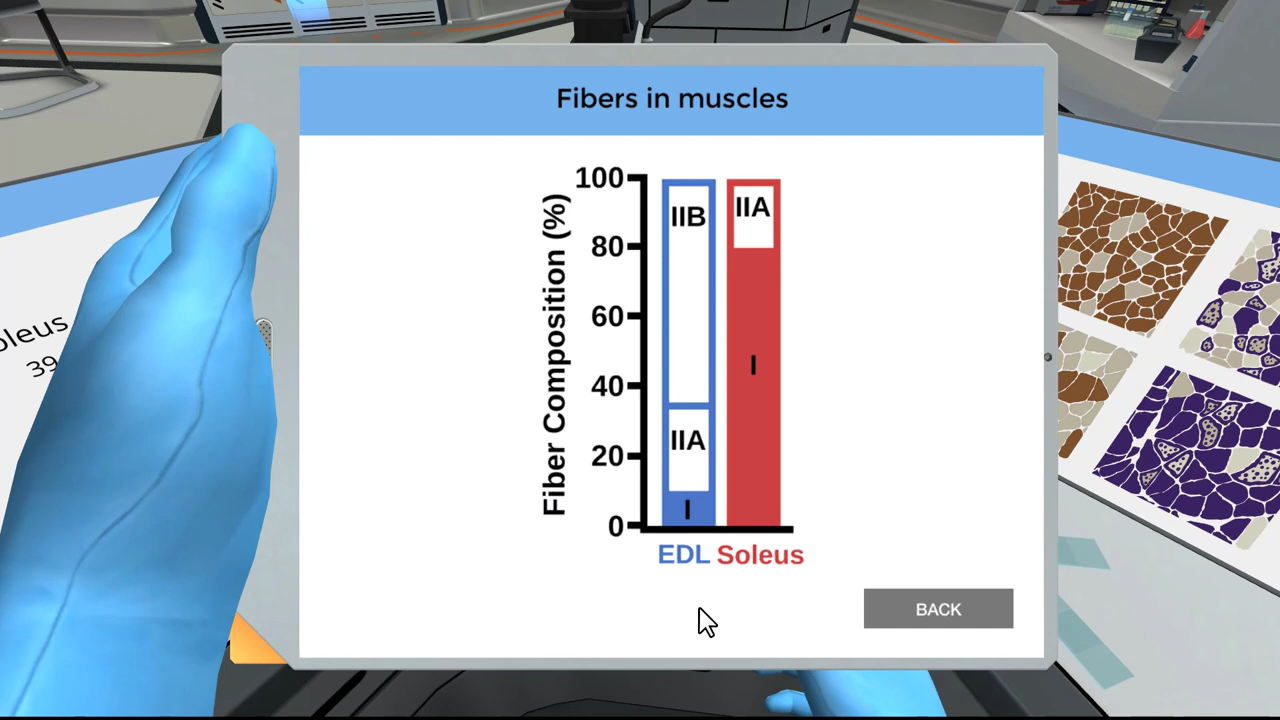 Fibers in muscles
Fiber Composition (%)
100
80
60
40
20
0
IIB
IIA
I
IIA
I
EDL Soleus
BACK
oleus
39